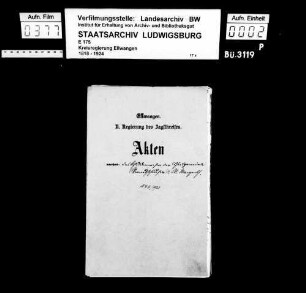 Aufn. Film
0377
Verfilmungsstelle: Landesarchiv BW
Institut für Erhaltung von Archiv- und Bibliotheksgut
STAATSARCHIV LUDWIGSBURG
E 175
Kreisregierung Ellwangen
1818 - 1924
Aufn. Einheit
0002
P
Bü.3119
Ellwangen.
K. Regierung des Jagstkreises.
Akten